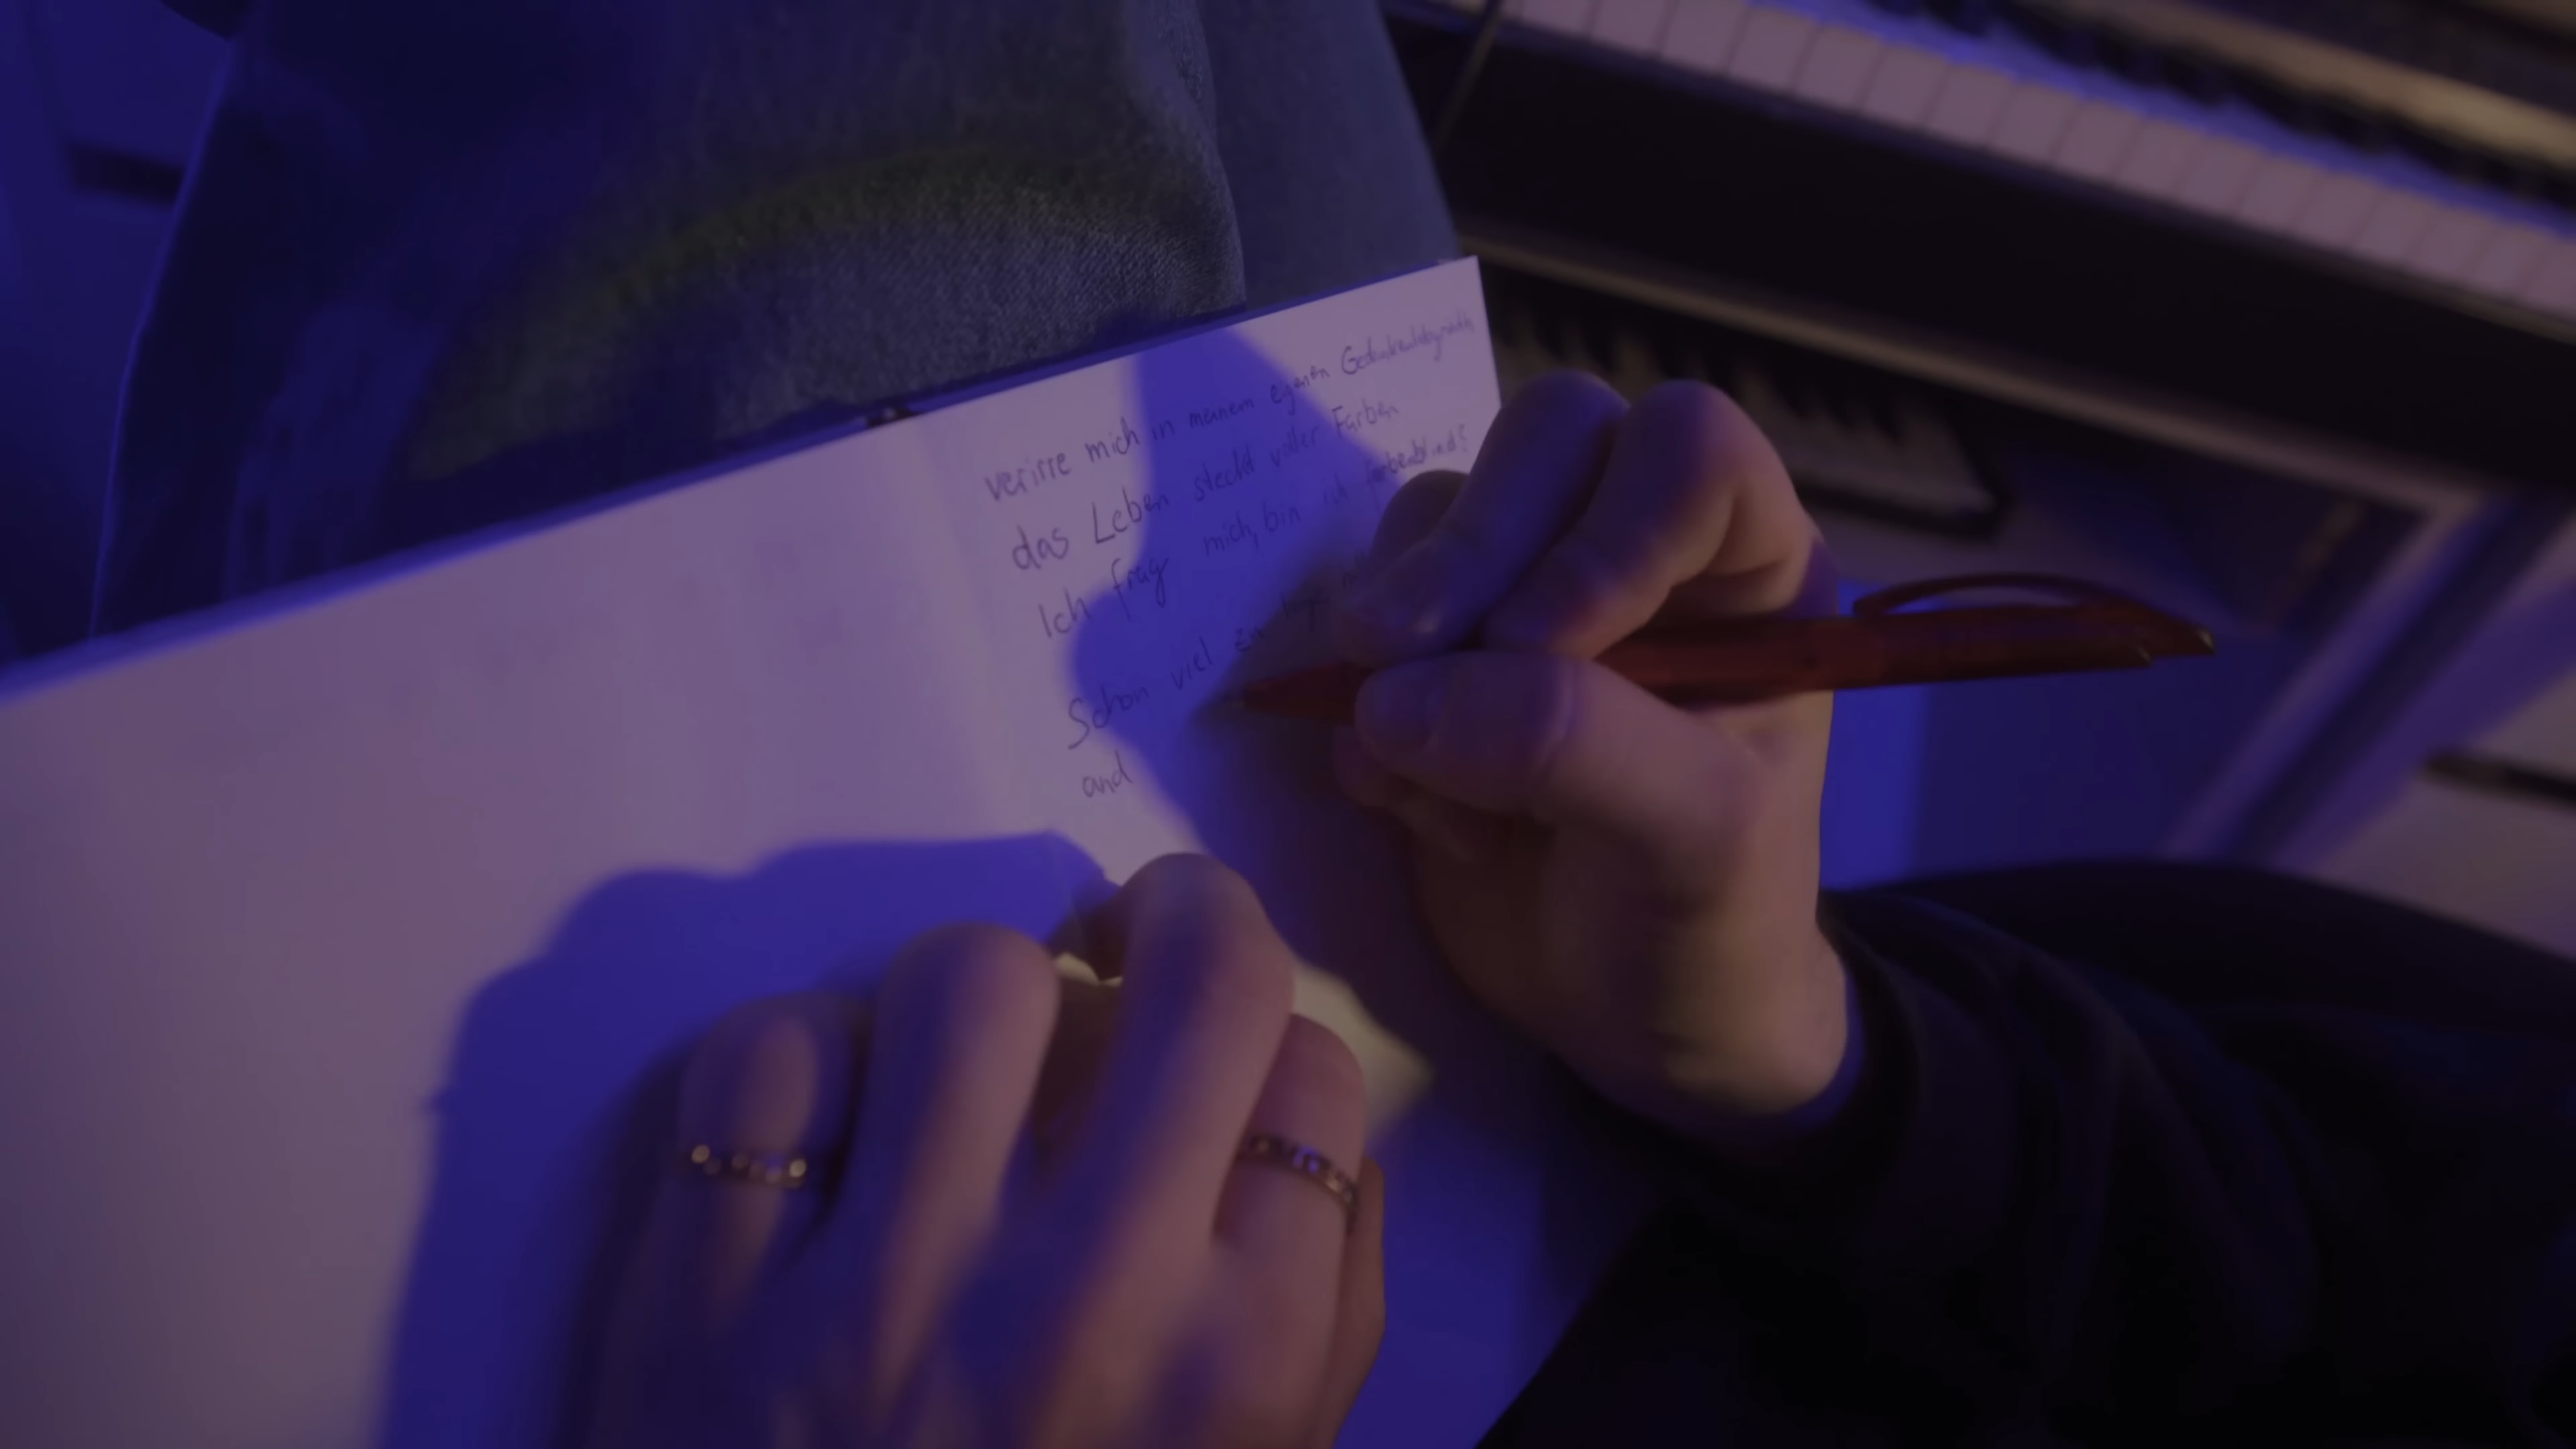 verirre mich in meinem eigenen Gedankenlabyrinth,
das Leben steckt voller Farben
Ich frag mich, bin ich farbenblind?
Schon viel zu
and